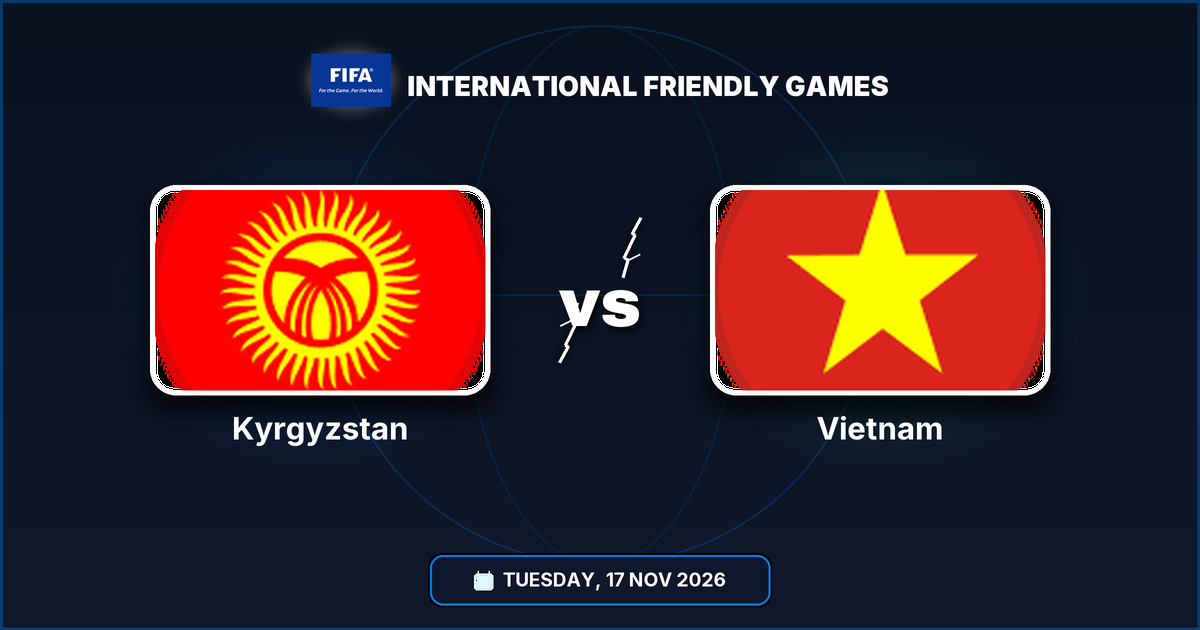 FIFA®
For the Game. For the World.
INTERNATIONAL FRIENDLY GAMES
VS
Kyrgyzstan
Vietnam
TUESDAY, 17 NOV 2026